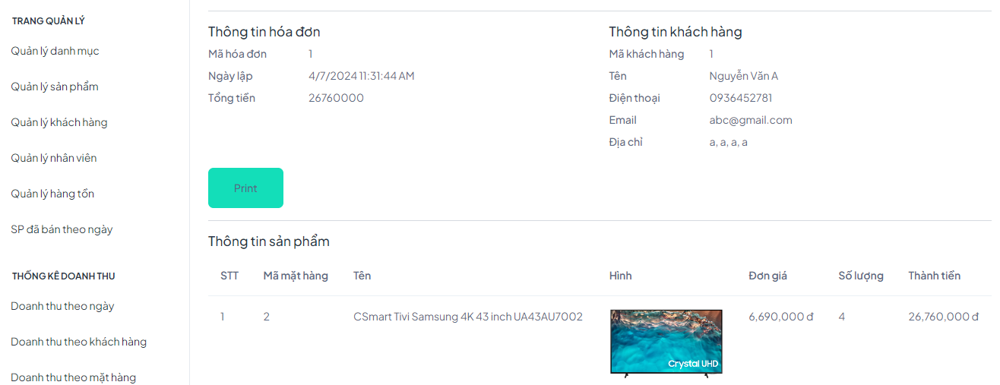 TRANG QUẢN LÝ
Quản lý danh mục
Quản lý sản phẩm
Quản lý khách hàng
Quản lý nhân viên
Quản lý hàng tồn
SP đã bán theo ngày
THỐNG KÊ DOANH THU
Doanh thu theo ngày
Doanh thu theo khách hàng
Doanh thu theo mặt hàng
Thông tin hóa đơn
Mã hóa đơn 1
Ngày lập 4/7/2024 11:31:44 AM
Tổng tiền 26760000
Thông tin khách hàng
Mã khách hàng 1
Tên Nguyễn Văn A
Điện thoại 0936452781
Email abc@gmail.com
Địa chỉ a, a, a, a
Print
Thông tin sản phẩm
STT Mã mặt hàng Tên Hình Đơn giá Số lượng Thành tiền
1 2 CSmart Tivi Samsung 4K 43 inch UA43AU7002 6,690,000 đ 4 26,760,000 đ
Crystal UHD